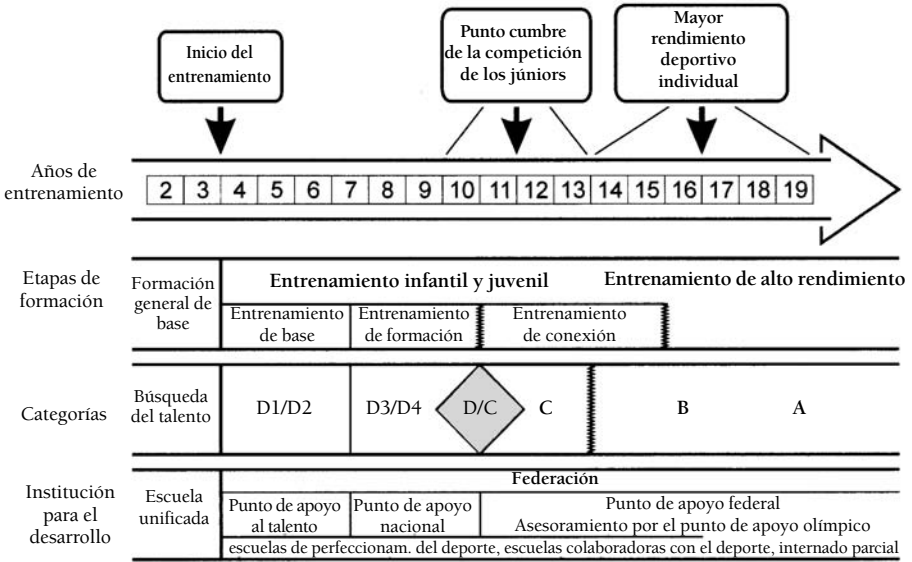 Inicio del
entrenamiento
Punto cumbre
de la competición
de los júniors
Mayor
rendimiento
deportivo
individual
Años de
entrenamiento
2 3 4 5 6 7 8 9 10 11 12 13 14 15 16 17 18 19
Etapas de
formación
Formación
general de
base
Entrenamiento infantil y juvenil
Entrenamiento de alto rendimiento
Entrenamiento
de base
Entrenamiento
de formación
Entrenamiento
de conexión
Categorías
Búsqueda
del talento
D1/D2
D3/D4
D/C
C
B
A
Institución
para el
desarrollo
Escuela
unificada
Federación
Punto de apoyo
al talento
Punto de apoyo
nacional
Punto de apoyo federal
Asesoramiento por el punto de apoyo olímpico
escuelas de perfeccionam. del deporte, escuelas colaboradoras con el deporte, internado parcial